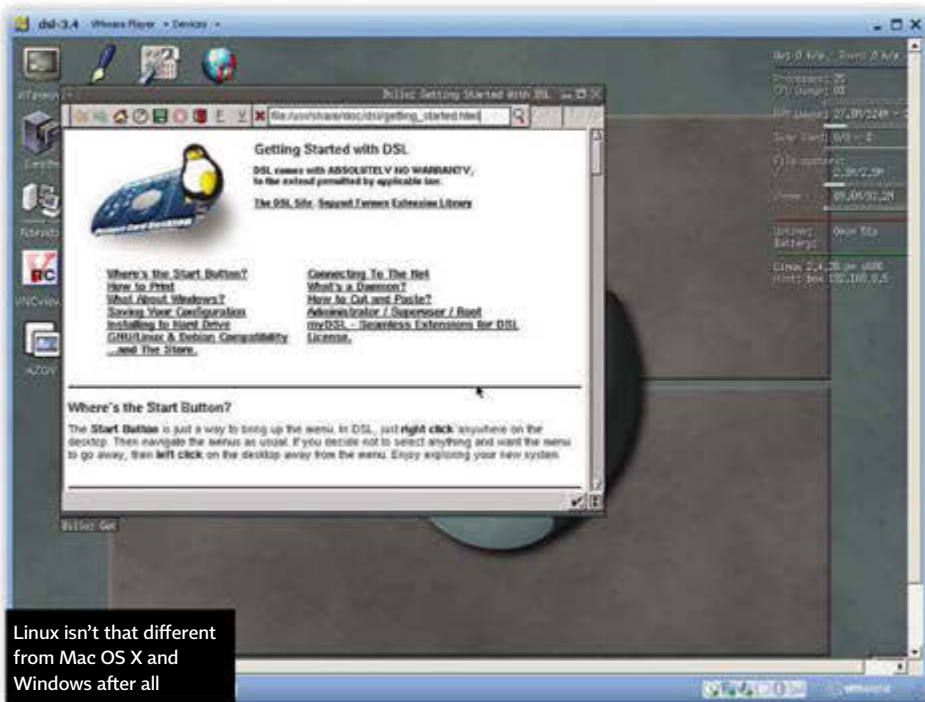 dsl-3.4 VMware Player • Devices •
Dillo: Getting Started With DSL
file:/usr/share/doc/dsl/getting_started.html
Getting Started with DSL
DSL comes with ABSOLUTELY NO WARRANTY,
to the extend permitted by applicable law.
The DSL Site, Support Forums Extension Library
Where's the Start Button?
How to Print
What About Windows?
Saving Your Configuration
Installing to Hard Drive
GNU/Linux & Debian Compatibility
...and The Store.
Connecting To The Net
What's a Daemon?
How to Cut and Paste?
Administrator / Superuser / Root
myDSL - Seamless Extensions for DSL
License.
Where's the Start Button?
The Start Button is just a way to bring up the menu. In DSL, just right click anywhere on the
desktop. Then navigate the menus as usual. If you decide not to select anything and want the menu
to go away, then left click on the desktop away from the menu. Enjoy exploring your new system
Dillo: Get
Linux isn't that different
from Mac OS X and
Windows after all